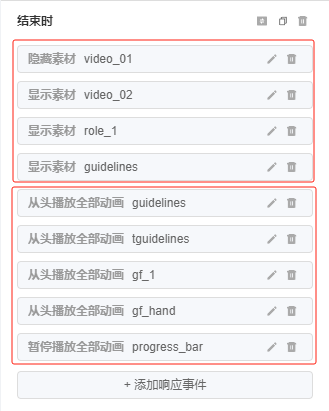 结束时
隐藏素材 video_01
显示素材 video_02
显示素材 role_1
显示素材 guidelines
从头播放全部动画 guidelines
从头播放全部动画 tguidelines
从头播放全部动画 gf_1
从头播放全部动画 gf_hand
暂停播放全部动画 progress_bar
+ 添加响应事件